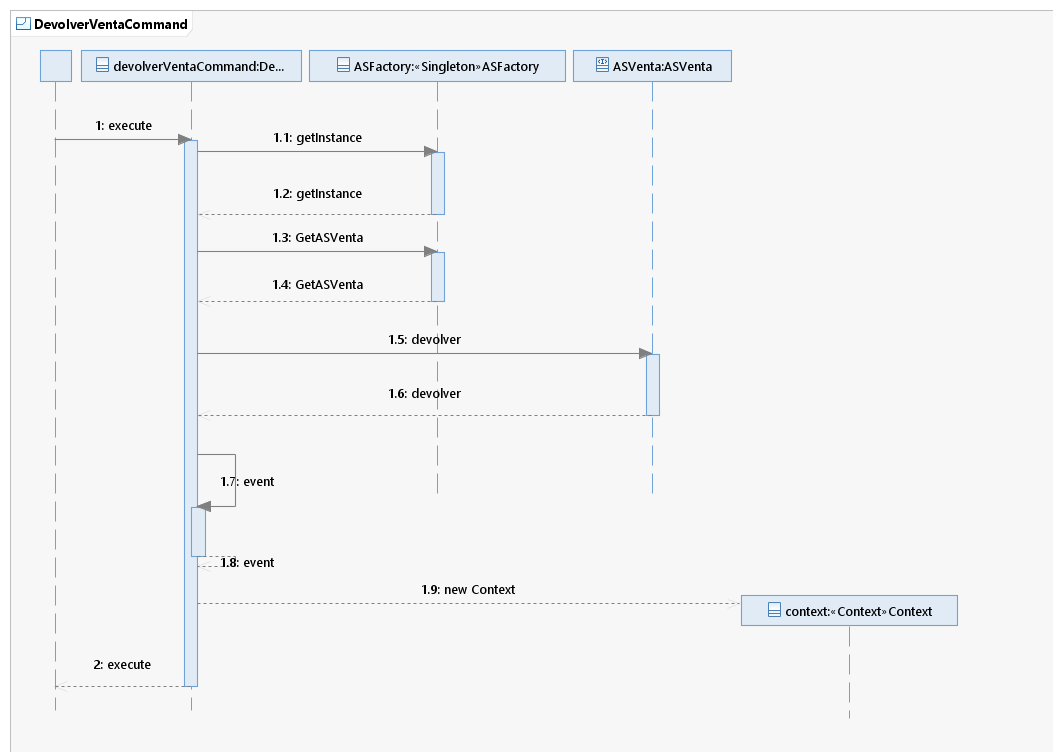 DevolverVentaCommand
devolverVentaCommand:De...
ASFactory:«Singleton»ASFactory
ASVenta:ASVenta
1: execute
1.1: getInstance
1.2: getInstance
1.3: GetASVenta
1.4: GetASVenta
1.5: devolver
1.6: devolver
1.7: event
1.8: event
1.9: new Context
context:«Context»Context
2: execute